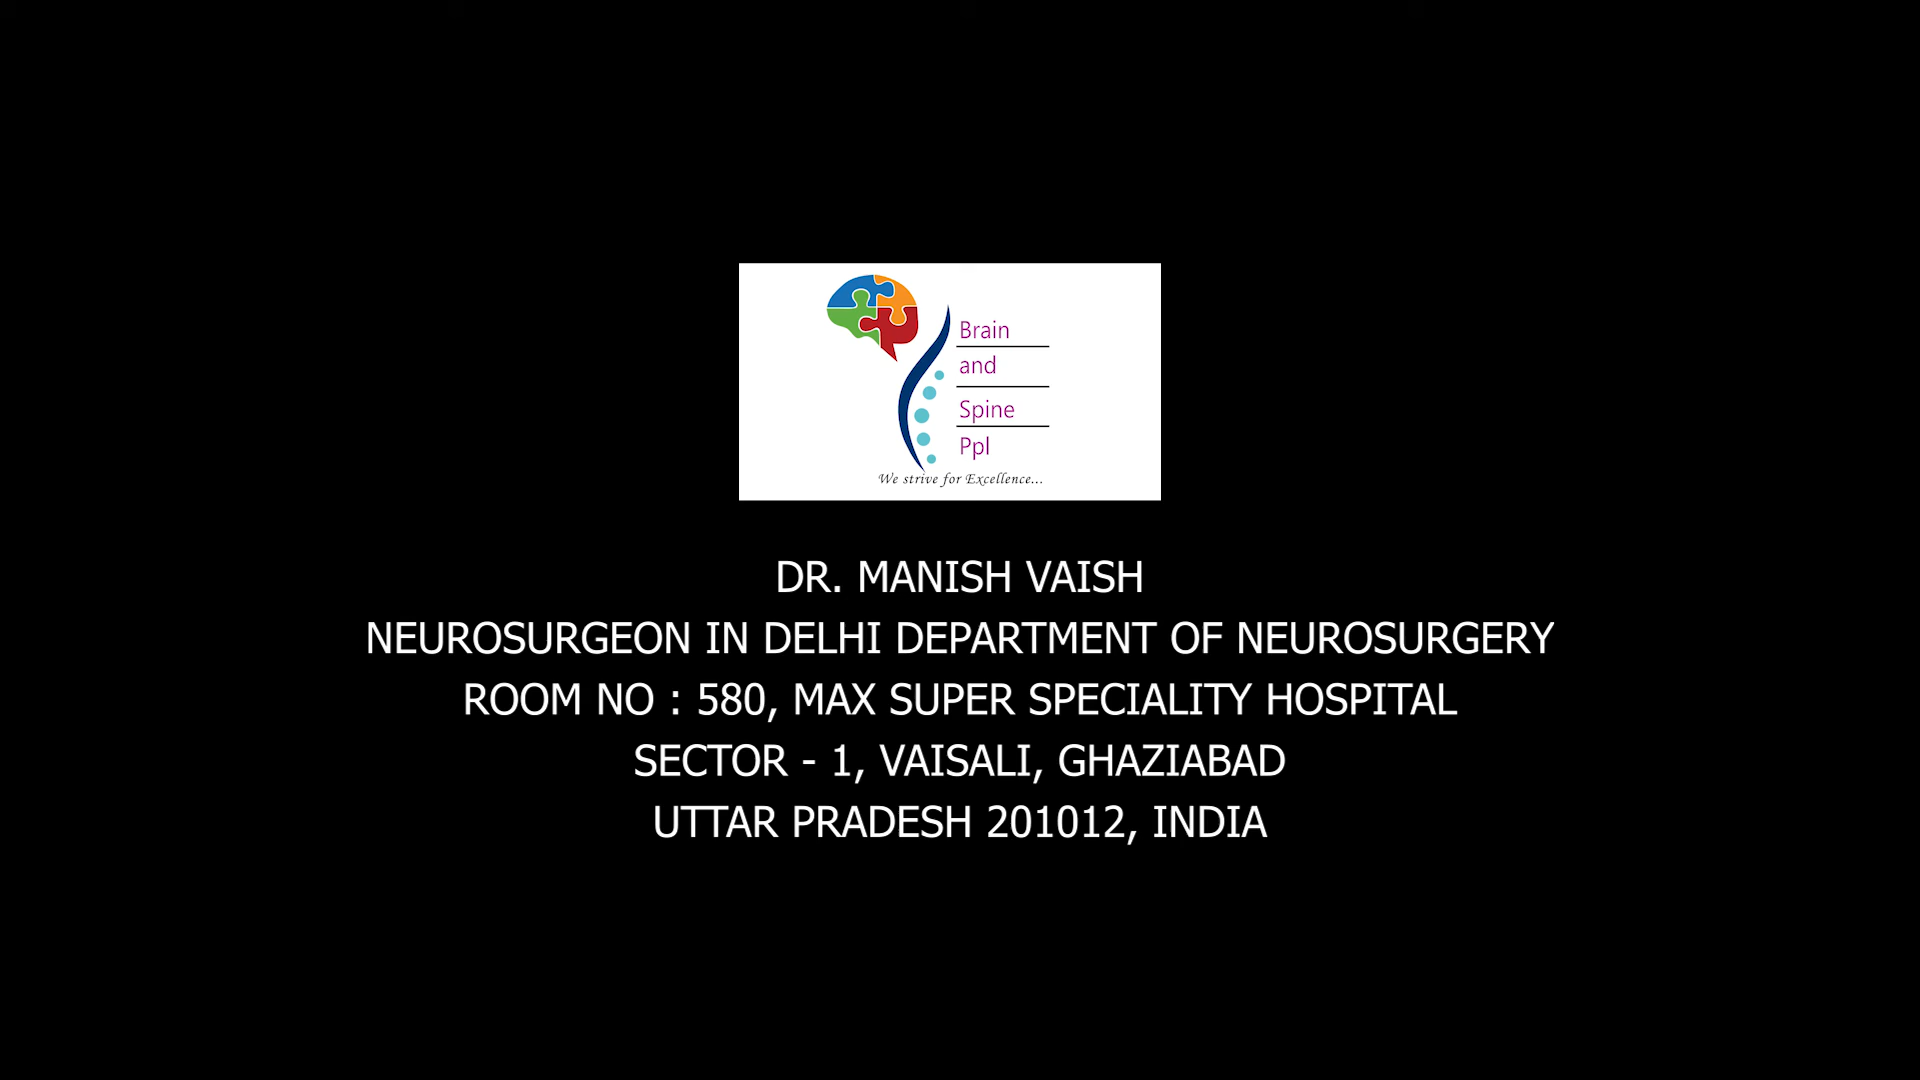 Brain
and
Spine
Ppl
We strive for Excellence...
DR. MANISH VAISH
NEUROSURGEON IN DELHI DEPARTMENT OF NEUROSURGERY
ROOM NO : 580, MAX SUPER SPECIALITY HOSPITAL
SECTOR - 1, VAISALI, GHAZIABAD
UTTAR PRADESH 201012, INDIA